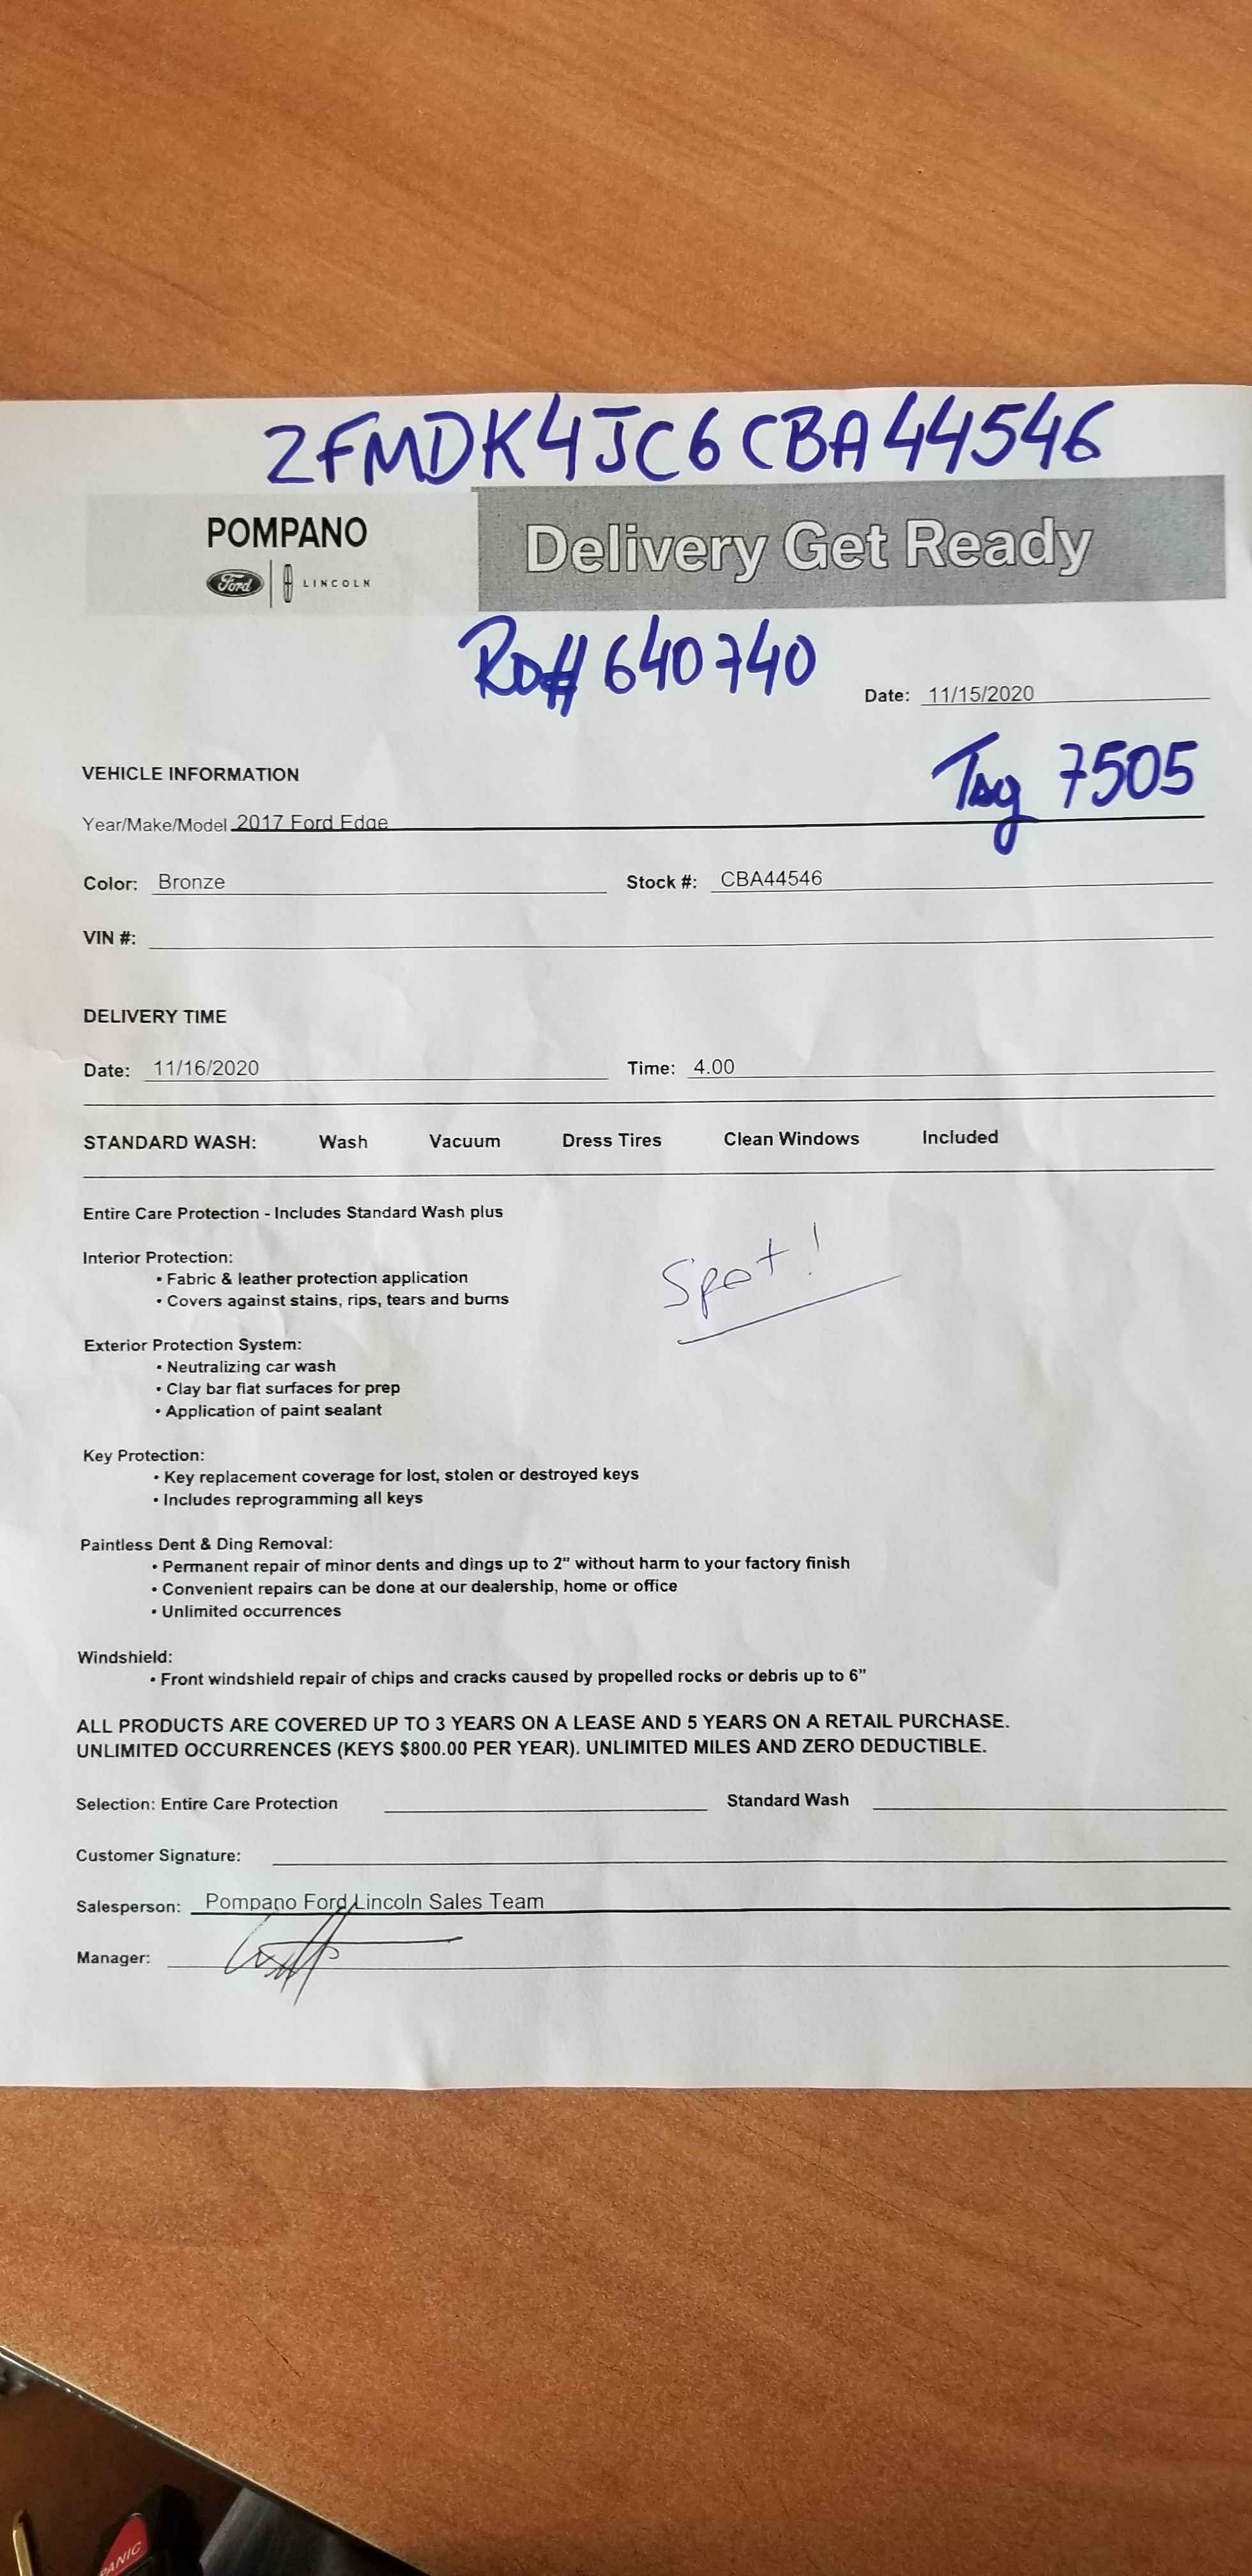 2FMDK4JC6CBA44546
POMPANO
Ford LINCOLN
Delivery Get Ready
RO# 640740
Date: 11/15/2020
Tag 7505
VEHICLE INFORMATION
Year/Make/Model 2017 Ford Edge
Color: Bronze Stock #: CBA44546
VIN #:
DELIVERY TIME
Date: 11/16/2020 Time: 4.00
STANDARD WASH: Wash Vacuum Dress Tires Clean Windows Included
Entire Care Protection - Includes Standard Wash plus
Spot!
Interior Protection:
• Fabric & leather protection application
• Covers against stains, rips, tears and burns
Exterior Protection System:
• Neutralizing car wash
• Clay bar flat surfaces for prep
• Application of paint sealant
Key Protection:
• Key replacement coverage for lost, stolen or destroyed keys
• Includes reprogramming all keys
Paintless Dent & Ding Removal:
• Permanent repair of minor dents and dings up to 2" without harm to your factory finish
• Convenient repairs can be done at our dealership, home or office
• Unlimited occurrences
Windshield:
• Front windshield repair of chips and cracks caused by propelled rocks or debris up to 6"
ALL PRODUCTS ARE COVERED UP TO 3 YEARS ON A LEASE AND 5 YEARS ON A RETAIL PURCHASE.
UNLIMITED OCCURRENCES (KEYS $800.00 PER YEAR). UNLIMITED MILES AND ZERO DEDUCTIBLE.
Selection: Entire Care Protection Standard Wash
Customer Signature:
Salesperson: Pompano Ford Lincoln Sales Team
Manager:
PANIC